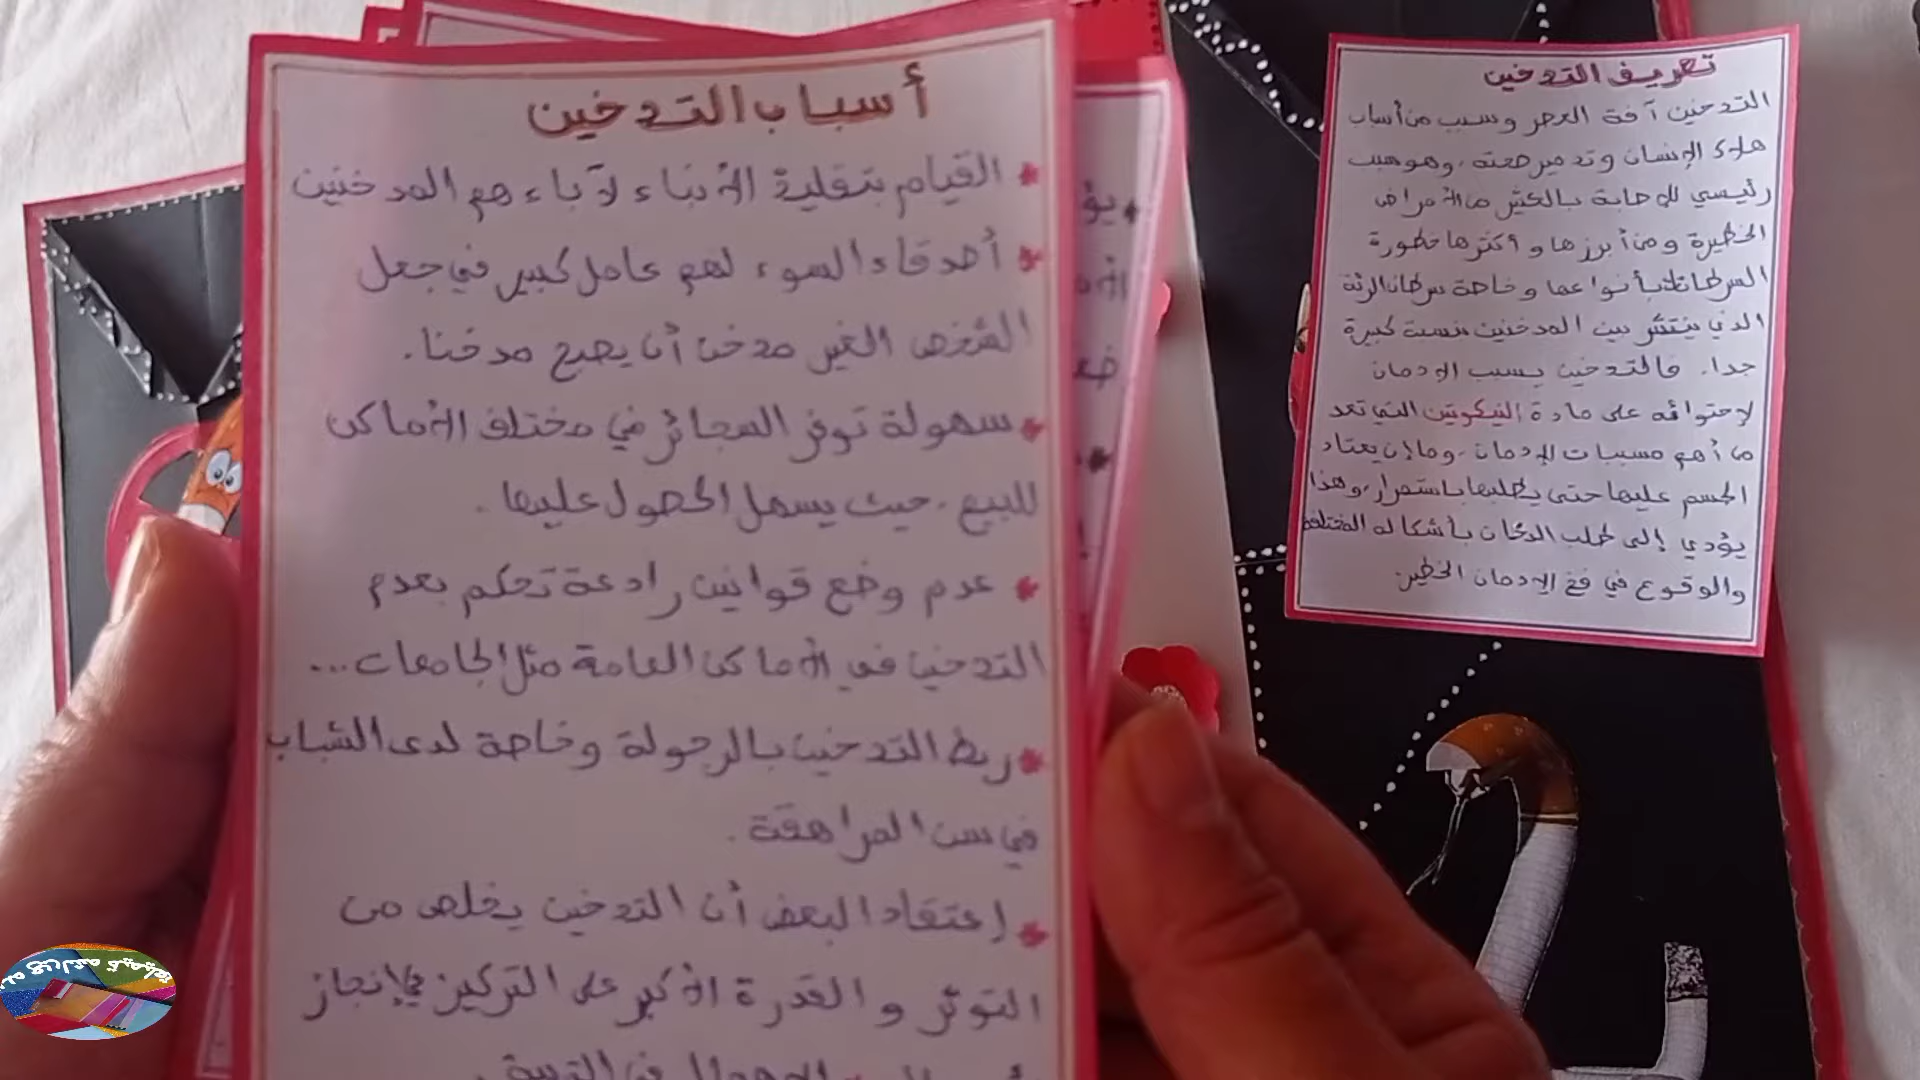 أسباب التدخين
* القيام بتقليد الأبناء لآباءهم المدخنين
* أصدقاء السوء لهم عامل كبير في جعل
الشخص الغير مدخن أن يصبح مدخنا.
* سهولة توفر السجائر في مختلف الأماكن
للبيع، حيث يسهل الحصول عليها.
* عدم وضع قوانين رادعة تحكم بعدم
التدخين في الأماكن العامة مثل الجامعات...
* ربط التدخين بالرجولة وخاصة لدى الشباب
في سن المراهقة.
* إعتقاد البعض أن التدخين يخلص من
التوتر والقدرة الأكبر على التركيز في إنجاز
تعريف التدخين
التدخين آفة العصر وسبب من أسباب
هلاك الإنسان وتدمير صحته، وهو سبب
رئيسي للإصابة بالكثير من الأمراض
الخطيرة ومن أبرزها وأكثرها خطورة
السرطانات بأنواعها وخاصة سرطان الرئة
الذي ينتشر بين المدخنين بنسبة كبيرة
جدا. فالتدخين يسبب الإدمان
لإحتوائه على مادة النيكوتين التي تعد
من أهم مسببات الإدمان، وما إن يعتاد
الجسم عليها حتى يطلبها باستمرار، وهذا
يؤدي إلى طلب الدخان بأشكاله المختلفة
والوقوع في فخ الإدمان الخطير.